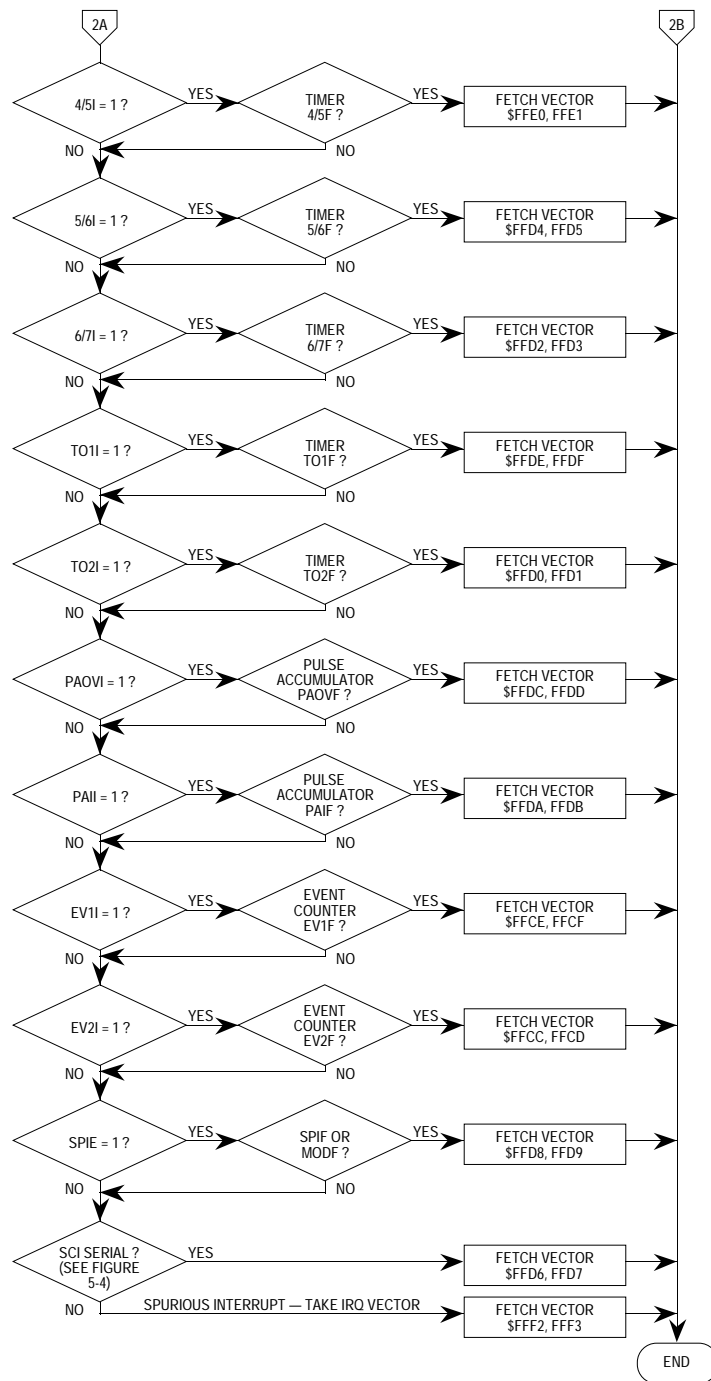 2A
2B
4/5I = 1 ?
YES
TIMER
4/5F ?
YES
FETCH VECTOR
$FFE0, FFE1
NO
NO
5/6I = 1 ?
YES
TIMER
5/6F ?
YES
FETCH VECTOR
$FFD4, FFD5
NO
NO
6/7I = 1 ?
YES
TIMER
6/7F ?
YES
FETCH VECTOR
$FFD2, FFD3
NO
NO
TO1I = 1 ?
YES
TIMER
TO1F ?
YES
FETCH VECTOR
$FFDE, FFDF
NO
NO
TO2I = 1 ?
YES
TIMER
TO2F ?
YES
FETCH VECTOR
$FFD0, FFD1
NO
NO
PAOVI = 1 ?
YES
PULSE
ACCUMULATOR
PAOVF ?
YES
FETCH VECTOR
$FFDC, FFDD
NO
NO
PAII = 1 ?
YES
PULSE
ACCUMULATOR
PAIF ?
YES
FETCH VECTOR
$FFDA, FFDB
NO
NO
EV1I = 1 ?
YES
EVENT
COUNTER
EV1F ?
YES
FETCH VECTOR
$FFCE, FFCF
NO
NO
EV2I = 1 ?
YES
EVENT
COUNTER
EV2F ?
YES
FETCH VECTOR
$FFCC, FFCD
NO
NO
SPIE = 1 ?
YES
SPIF OR
MODF ?
YES
FETCH VECTOR
$FFD8, FFD9
NO
NO
SCI SERIAL ?
(SEE FIGURE
5-4)
YES
FETCH VECTOR
$FFD6, FFD7
NO
SPURIOUS INTERRUPT — TAKE IRQ VECTOR
FETCH VECTOR
$FFF2, FFF3
END